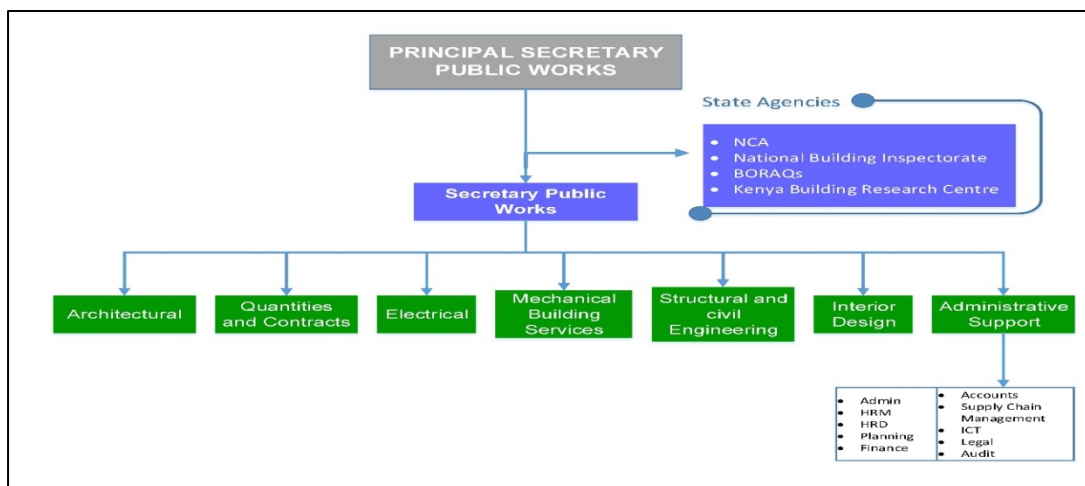 PRINCIPAL SECRETARY
PUBLIC WORKS
State Agencies
• NCA
• National Building Inspectorate
• BORAQs
• Kenya Building Research Centre
Secretary Public
Works
Architectural
Quantities
and Contracts
Electrical
Mechanical
Building
Services
Structural and
civil
Engineering
Interior
Design
Administrative
Support
• Admin
• HRM
• HRD
• Planning
• Finance
• Accounts
• Supply Chain
Management
• ICT
• Legal
• Audit